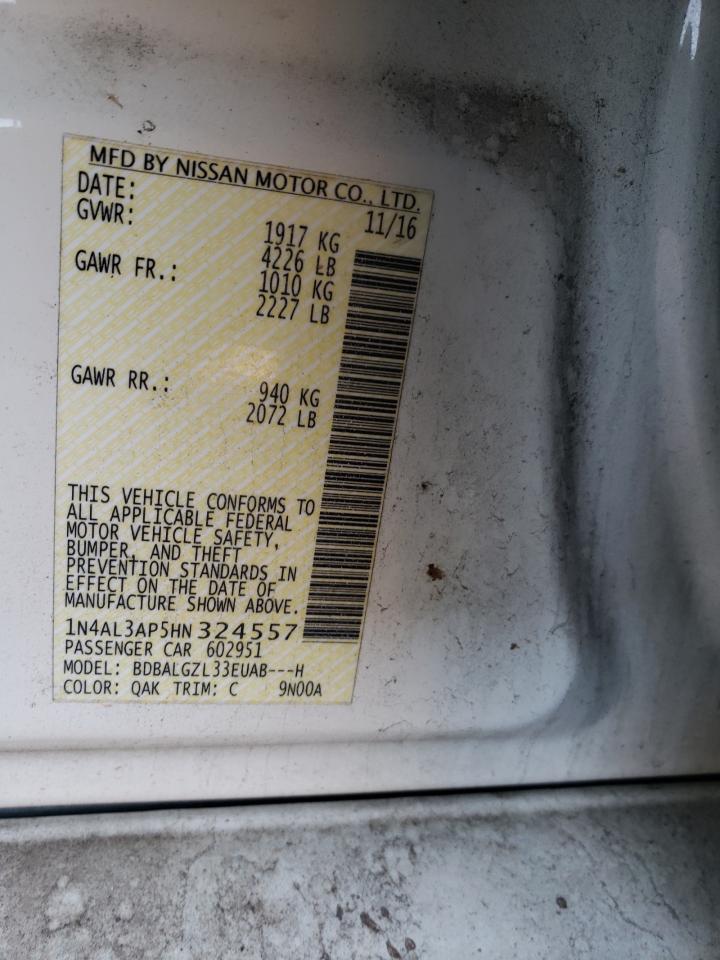 MFD BY NISSAN MOTOR CO., LTD.
DATE: 11/16
GVWR: 1917 KG
4226 LB
GAWR FR.: 1010 KG
2227 LB
GAWR RR.: 940 KG
2072 LB
THIS VEHICLE CONFORMS TO
ALL APPLICABLE FEDERAL
MOTOR VEHICLE SAFETY,
BUMPER, AND THEFT
PREVENTION STANDARDS IN
EFFECT ON THE DATE OF
MANUFACTURE SHOWN ABOVE.
1N4AL3AP5HN 324557
PASSENGER CAR 602951
MODEL: BDBALGZL33EUAB---H
COLOR: QAK TRIM: C 9N00A